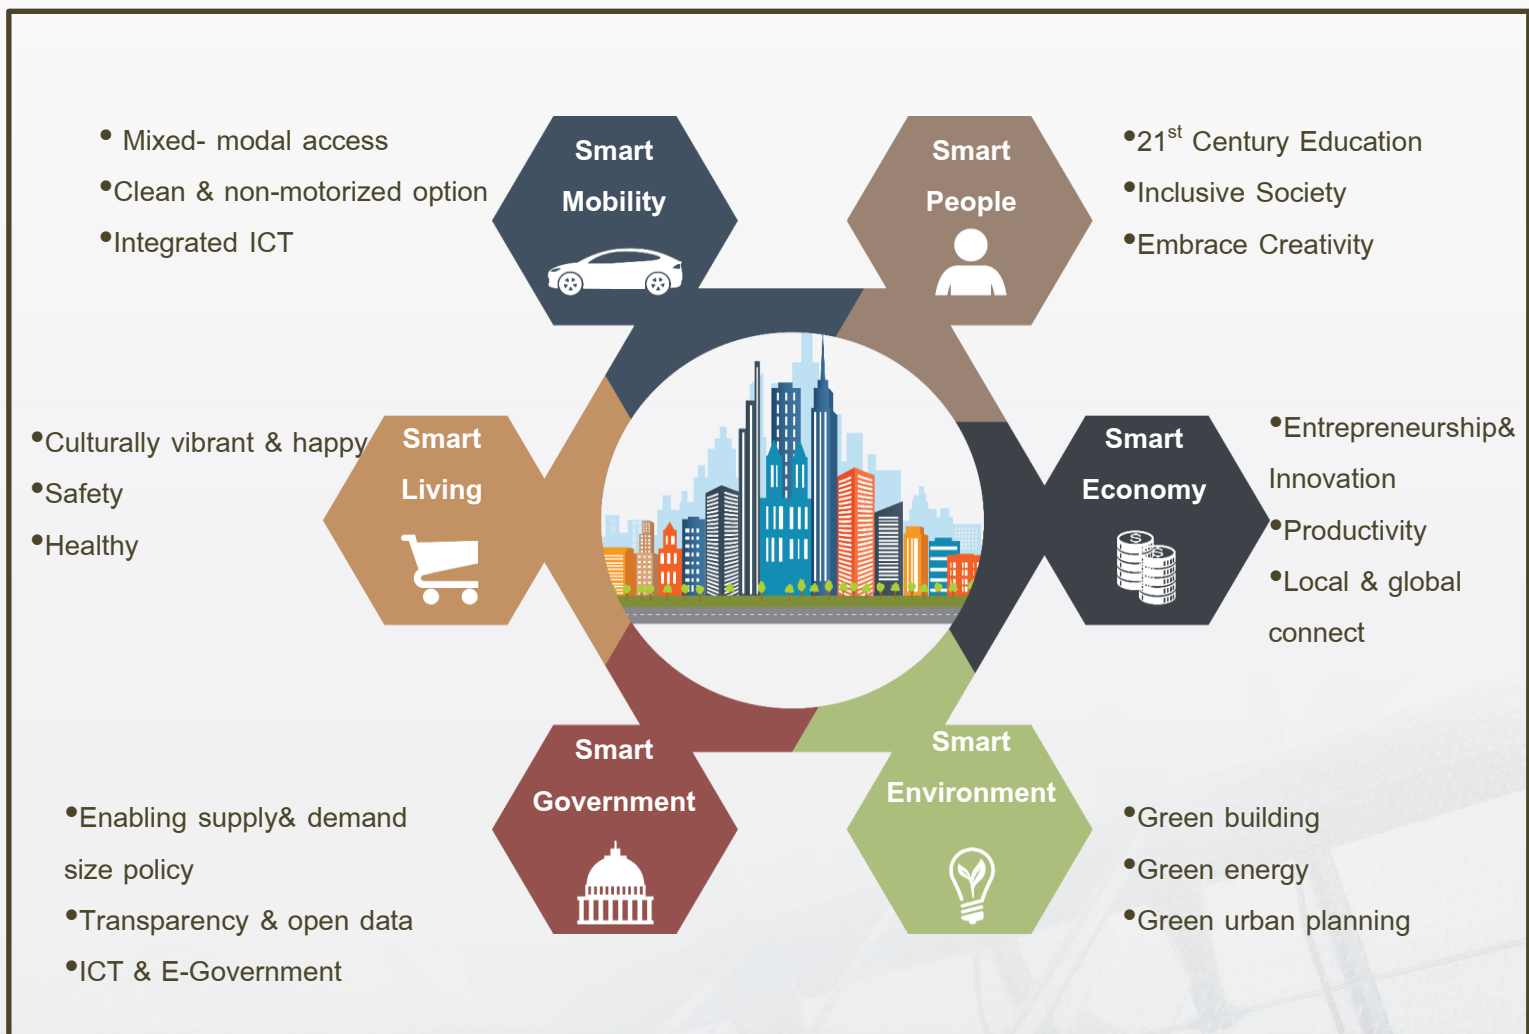 • Mixed- modal access
•Clean & non-motorized option
•Integrated ICT
Smart
Mobility
Smart
People
•21st Century Education
•Inclusive Society
•Embrace Creativity
•Culturally vibrant & happy
•Safety
•Healthy
Smart
Living
Smart
Economy
•Entrepreneurship&
Innovation
•Productivity
•Local & global
connect
$
$
•Enabling supply& demand
size policy
•Transparency & open data
•ICT & E-Government
Smart
Government
Smart
Environment
•Green building
•Green energy
•Green urban planning